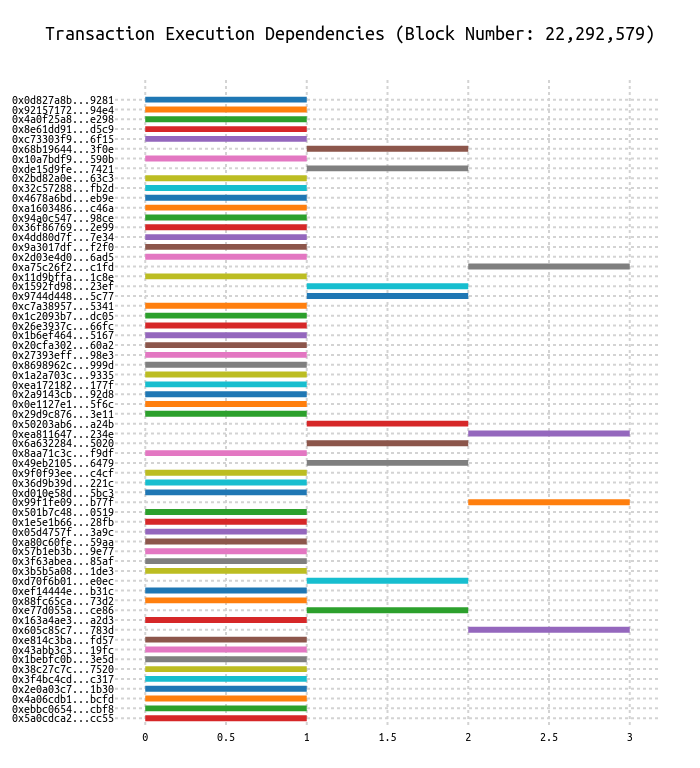 Transaction Execution Dependencies (Block Number: 22,292,579)
0x0d827a8b...9281
0x92157172...94e4
0x4a0f25a8...e298
0x8e61dd91...d5c9
0xc73303f9...6f15
0x68b19644...3f0e
0x10a7bdf9...590b
0xde15d9fe...7421
0x2bd82a0e...63c3
0x32c57288...fb2d
0x4678a6bd...eb9e
0xa1603486...c46a
0x94a0c547...98ce
0x36f86769...2e99
0x4dd80d7f...7e34
0x9a3017df...f2f0
0x2d03e4d0...6ad5
0xa75c26f2...c1fd
0x11d9bffa...1c8e
0x1592fd98...23ef
0x9744d448...5c77
0xc7a38957...5341
0x1c2093b7...dc05
0x26e3937c...66fc
0x1b6ef464...5167
0x20cfa302...60a2
0x27393eff...98e3
0x8698962c...999d
0x1a2a703c...9335
0xea172182...177f
0x2a9143cb...92d8
0x0e1127e1...5f6c
0x29d9c876...3e11
0x50203ab6...a24b
0xea811647...234e
0x6a632284...5020
0x8aa71c3c...f9df
0x49eb2105...6479
0x9f0f93ee...c4cf
0x36d9b39d...221c
0xd010e58d...5bc3
0x99f1fe09...b77f
0x501b7c48...0519
0x1e5e1b66...28fb
0x05d4757f...3a9c
0xa80c60fe...59aa
0x57b1eb3b...9e77
0x3f63abea...85af
0x3b5b5a08...1de3
0xd70f6b01...e0ec
0xef14444e...b31c
0x88fc65ca...73d2
0xe77d055a...ce86
0x163a4ae3...a2d3
0x605c85c7...783d
0xe814c3ba...fd57
0x43abb3c3...19fc
0x1bebfc0b...3e5d
0x38c27c7c...7520
0x3f4bc4cd...c317
0x2e0a03c7...1b30
0x4a06cdb1...bcfd
0xebbc0654...cbf8
0x5a0cdca2...cc55
0 0.5 1 1.5 2 2.5 3